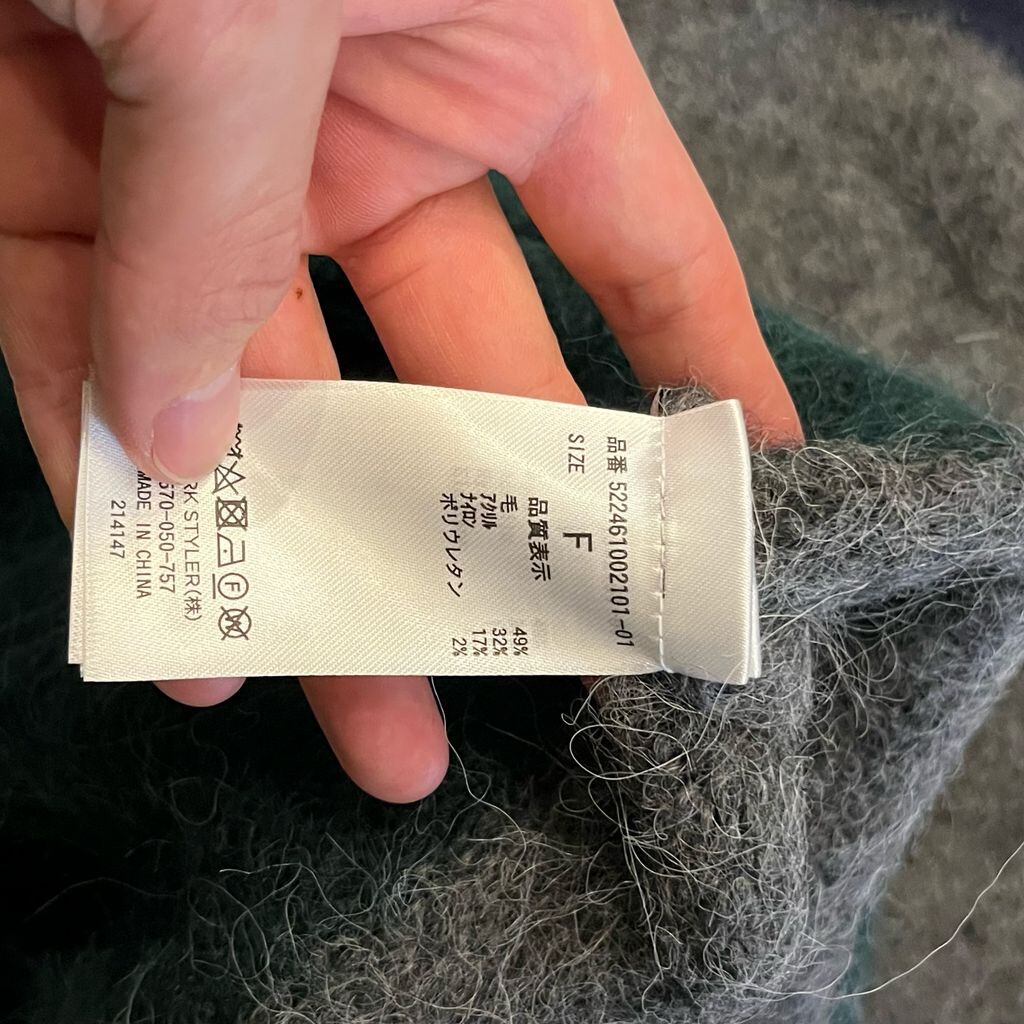 品番 522461002101-01
SIZE F
品質表示
毛 49%
アクリル 32%
ナイロン 17%
ポリウレタン 2%
F
RK STYLER(株)
570-050-757
MADE IN CHINA
214147